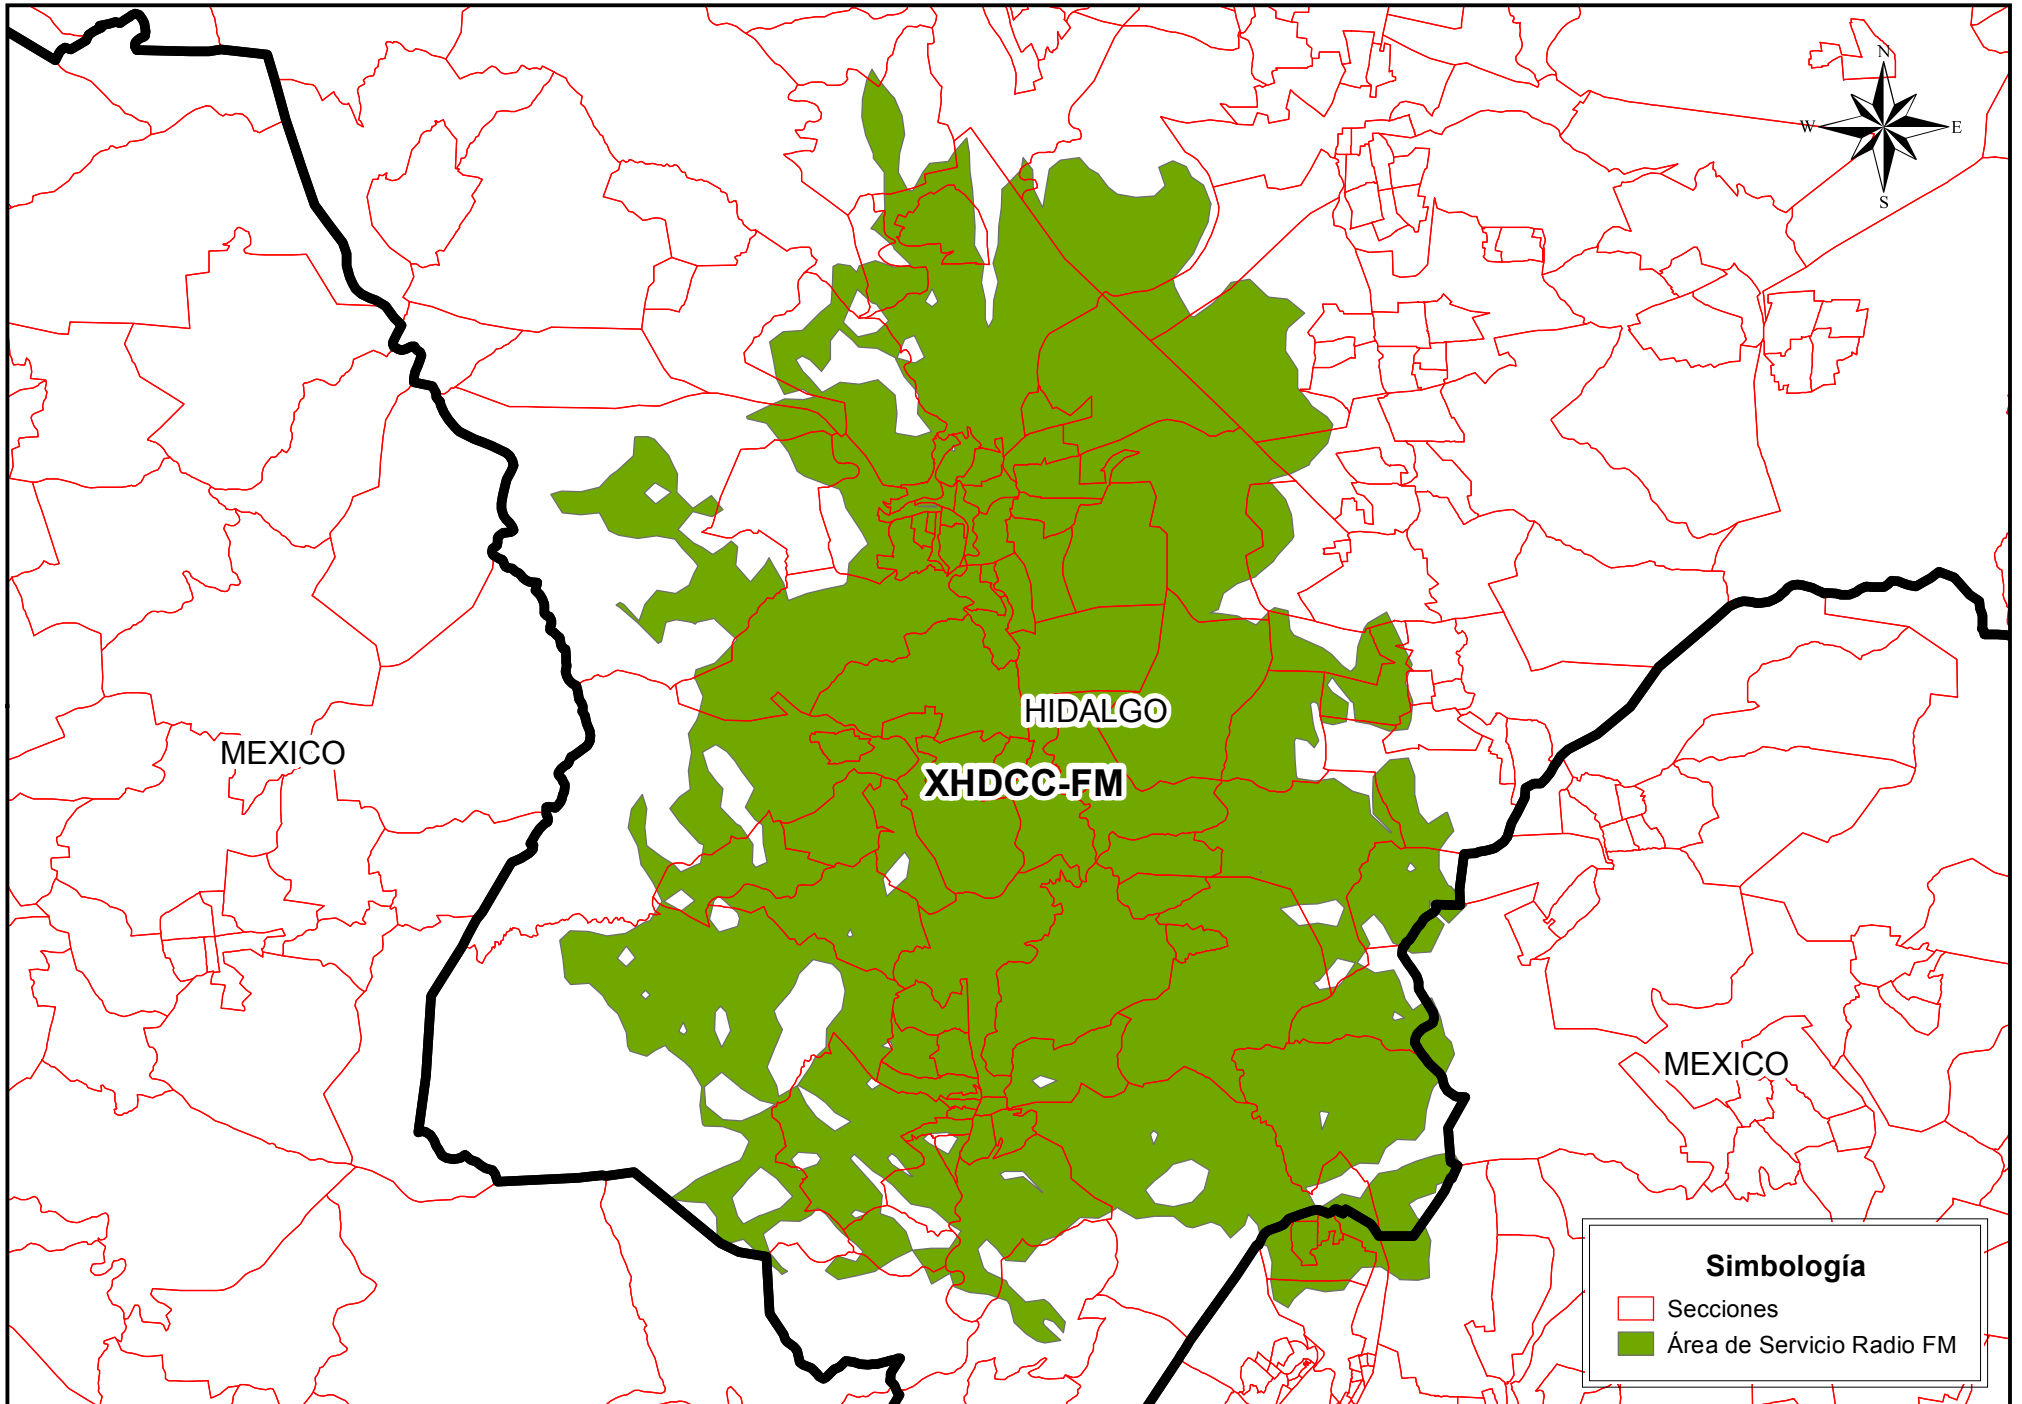 N
W E
S
HIDALGO
MEXICO
XHDCC-FM
MEXICO
Simbología
Secciones
Área de Servicio Radio FM